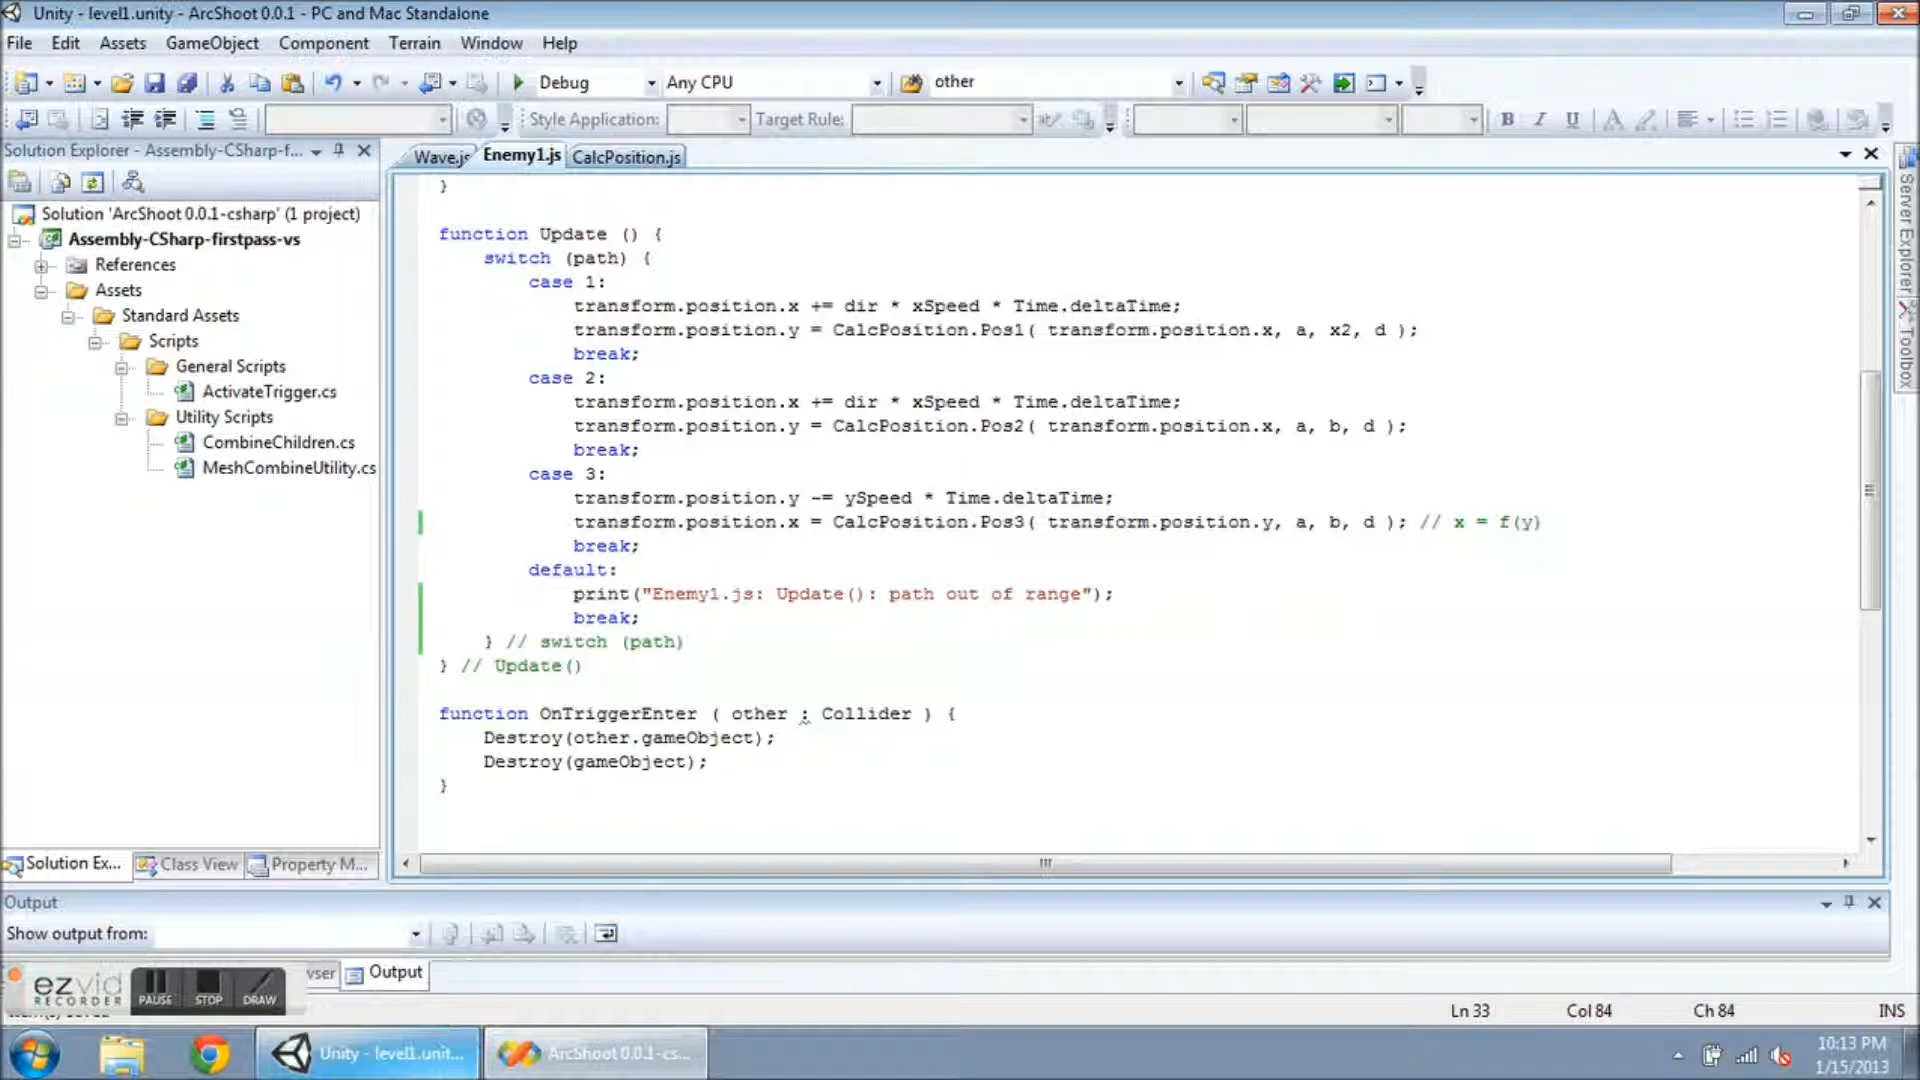 Unity - level1.unity - ArcShoot 0.0.1 - PC and Mac Standalone
File Edit Assets GameObject Component Terrain Window Help
Debug Any CPU other
Style Application: Target Rule: B I U A
Solution Explorer - Assembly-CSharp-f...
Wave.js Enemy1.js CalcPosition.js
Solution 'ArcShoot 0.0.1-csharp' (1 project)
Assembly-CSharp-firstpass-vs
References
Assets
Standard Assets
Scripts
General Scripts
ActivateTrigger.cs
Utility Scripts
CombineChildren.cs
MeshCombineUtility.cs
}
function Update () {
switch (path) {
case 1:
transform.position.x += dir * xSpeed * Time.deltaTime;
transform.position.y = CalcPosition.Pos1( transform.position.x, a, x2, d );
break;
case 2:
transform.position.x += dir * xSpeed * Time.deltaTime;
transform.position.y = CalcPosition.Pos2( transform.position.x, a, b, d );
break;
case 3:
transform.position.y -= ySpeed * Time.deltaTime;
transform.position.x = CalcPosition.Pos3( transform.position.y, a, b, d ); // x = f(y)
break;
default:
print("Enemy1.js: Update(): path out of range");
break;
} // switch (path)
} // Update()
function OnTriggerEnter ( other : Collider ) {
Destroy(other.gameObject);
Destroy(gameObject);
}
Server Explorer
Toolbox
Solution Ex... Class View Property M...
Output
Show output from:
wser Output
ezvid
RECORDER
PAUSE STOP DRAW
Ln 33 Col 84 Ch 84 INS
Unity - level1.unit... ArcShoot 0.0.1-cs...
10:13 PM
1/15/2013